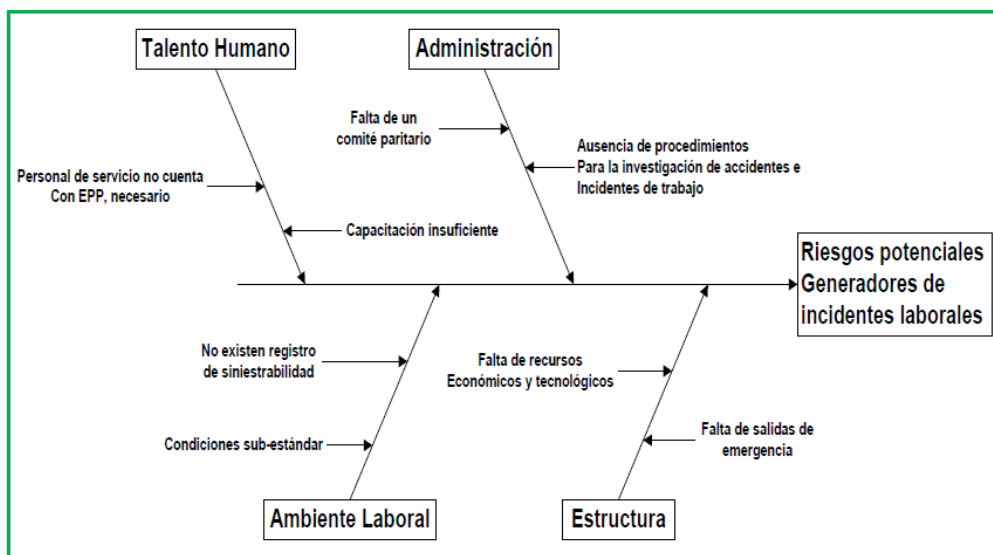 Talento Humano
Administración
Falta de un
comité paritario
Ausencia de procedimientos
Para la investigación de accidentes e
Incidentes de trabajo
Personal de servicio no cuenta
Con EPP, necesario
Capacitación insuficiente
Riesgos potenciales
Generadores de
incidentes laborales
No existen registro
de siniestrabilidad
Falta de recursos
Económicos y tecnológicos
Condiciones sub-estándar
Falta de salidas de
emergencia
Ambiente Laboral
Estructura